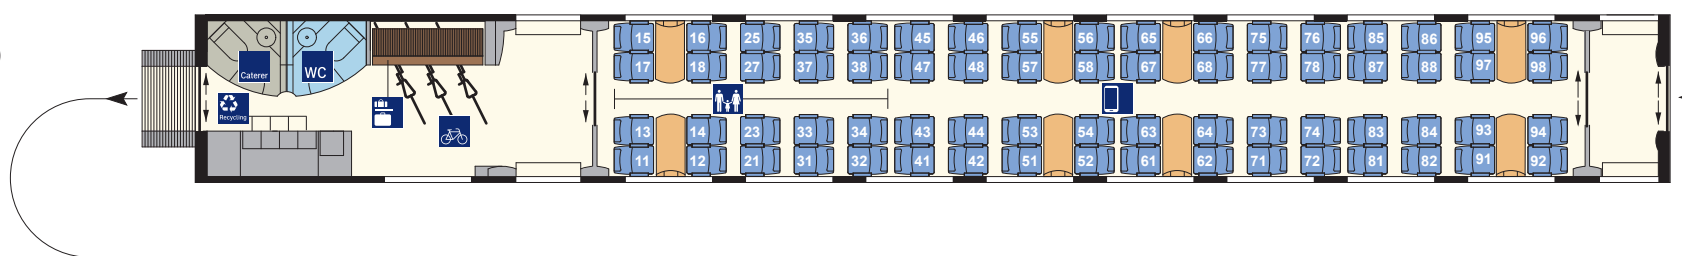 15 16 25 35 36 45 46 55 56 65 66 75 76 85 86 95 96
17 18 27 37 38 47 48 57 58 67 68 77 78 87 88 97 98
Caterer
WC
Recycling
13 14 23 33 34 43 44 53 54 63 64 73 74 83 84 93 94
11 12 21 31 32 41 42 51 52 61 62 71 72 81 82 91 92